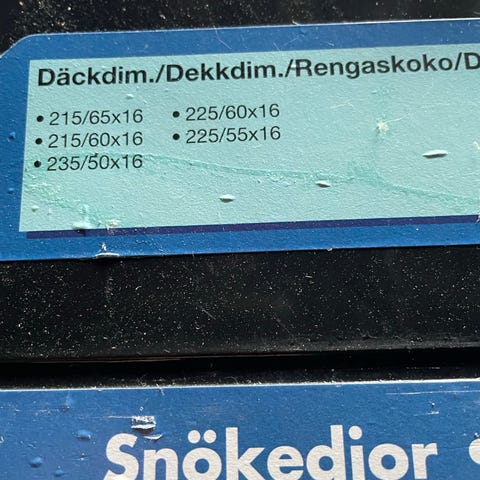 Däckdim./Dekkdim./Rengaskoko/D
• 215/65x16 • 225/60x16
• 215/60x16 • 225/55x16
• 235/50x16
Snökedjor